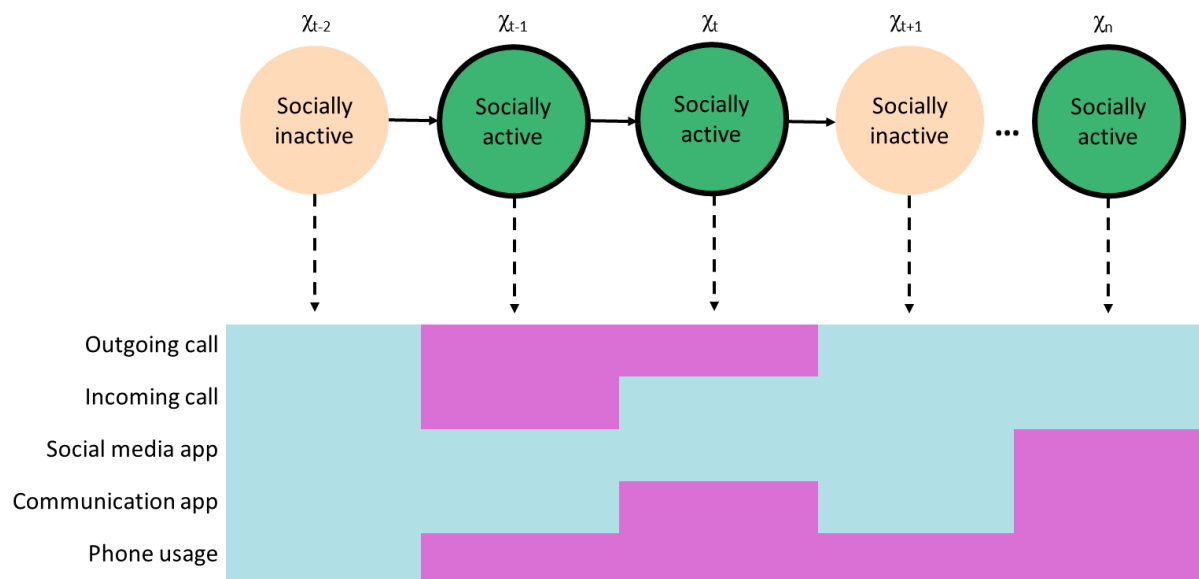 χt-2
χt-1
χt
χt+1
χn
Socially
inactive
Socially
active
Socially
active
Socially
inactive
...
Socially
active
Outgoing call
Incoming call
Social media app
Communication app
Phone usage